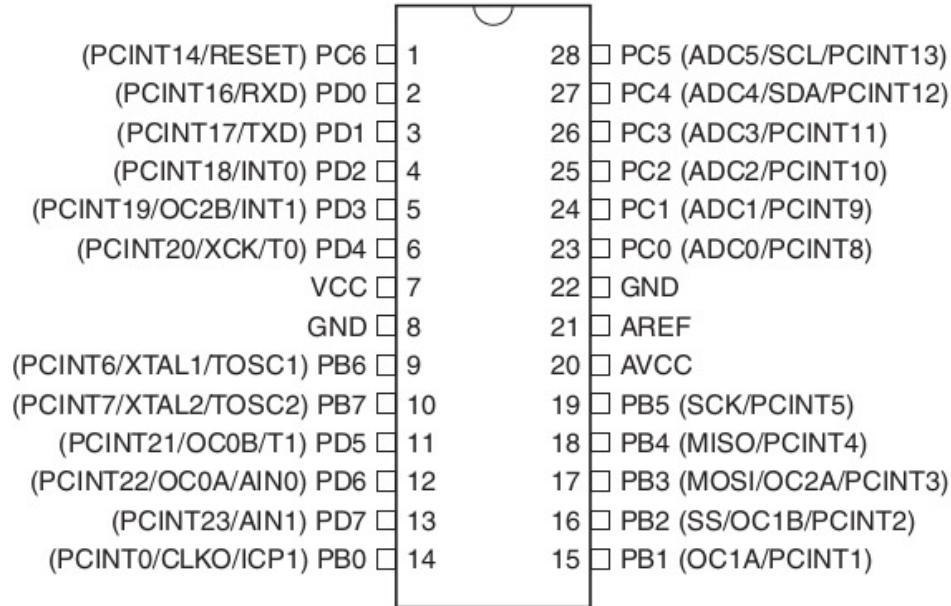 (PCINT14/RESET) PC6 1 28 PC5 (ADC5/SCL/PCINT13)
(PCINT16/RXD) PD0 2 27 PC4 (ADC4/SDA/PCINT12)
(PCINT17/TXD) PD1 3 26 PC3 (ADC3/PCINT11)
(PCINT18/INT0) PD2 4 25 PC2 (ADC2/PCINT10)
(PCINT19/OC2B/INT1) PD3 5 24 PC1 (ADC1/PCINT9)
(PCINT20/XCK/T0) PD4 6 23 PC0 (ADC0/PCINT8)
VCC 7 22 GND
GND 8 21 AREF
(PCINT6/XTAL1/TOSC1) PB6 9 20 AVCC
(PCINT7/XTAL2/TOSC2) PB7 10 19 PB5 (SCK/PCINT5)
(PCINT21/OC0B/T1) PD5 11 18 PB4 (MISO/PCINT4)
(PCINT22/OC0A/AIN0) PD6 12 17 PB3 (MOSI/OC2A/PCINT3)
(PCINT23/AIN1) PD7 13 16 PB2 (SS/OC1B/PCINT2)
(PCINT0/CLKO/ICP1) PB0 14 15 PB1 (OC1A/PCINT1)